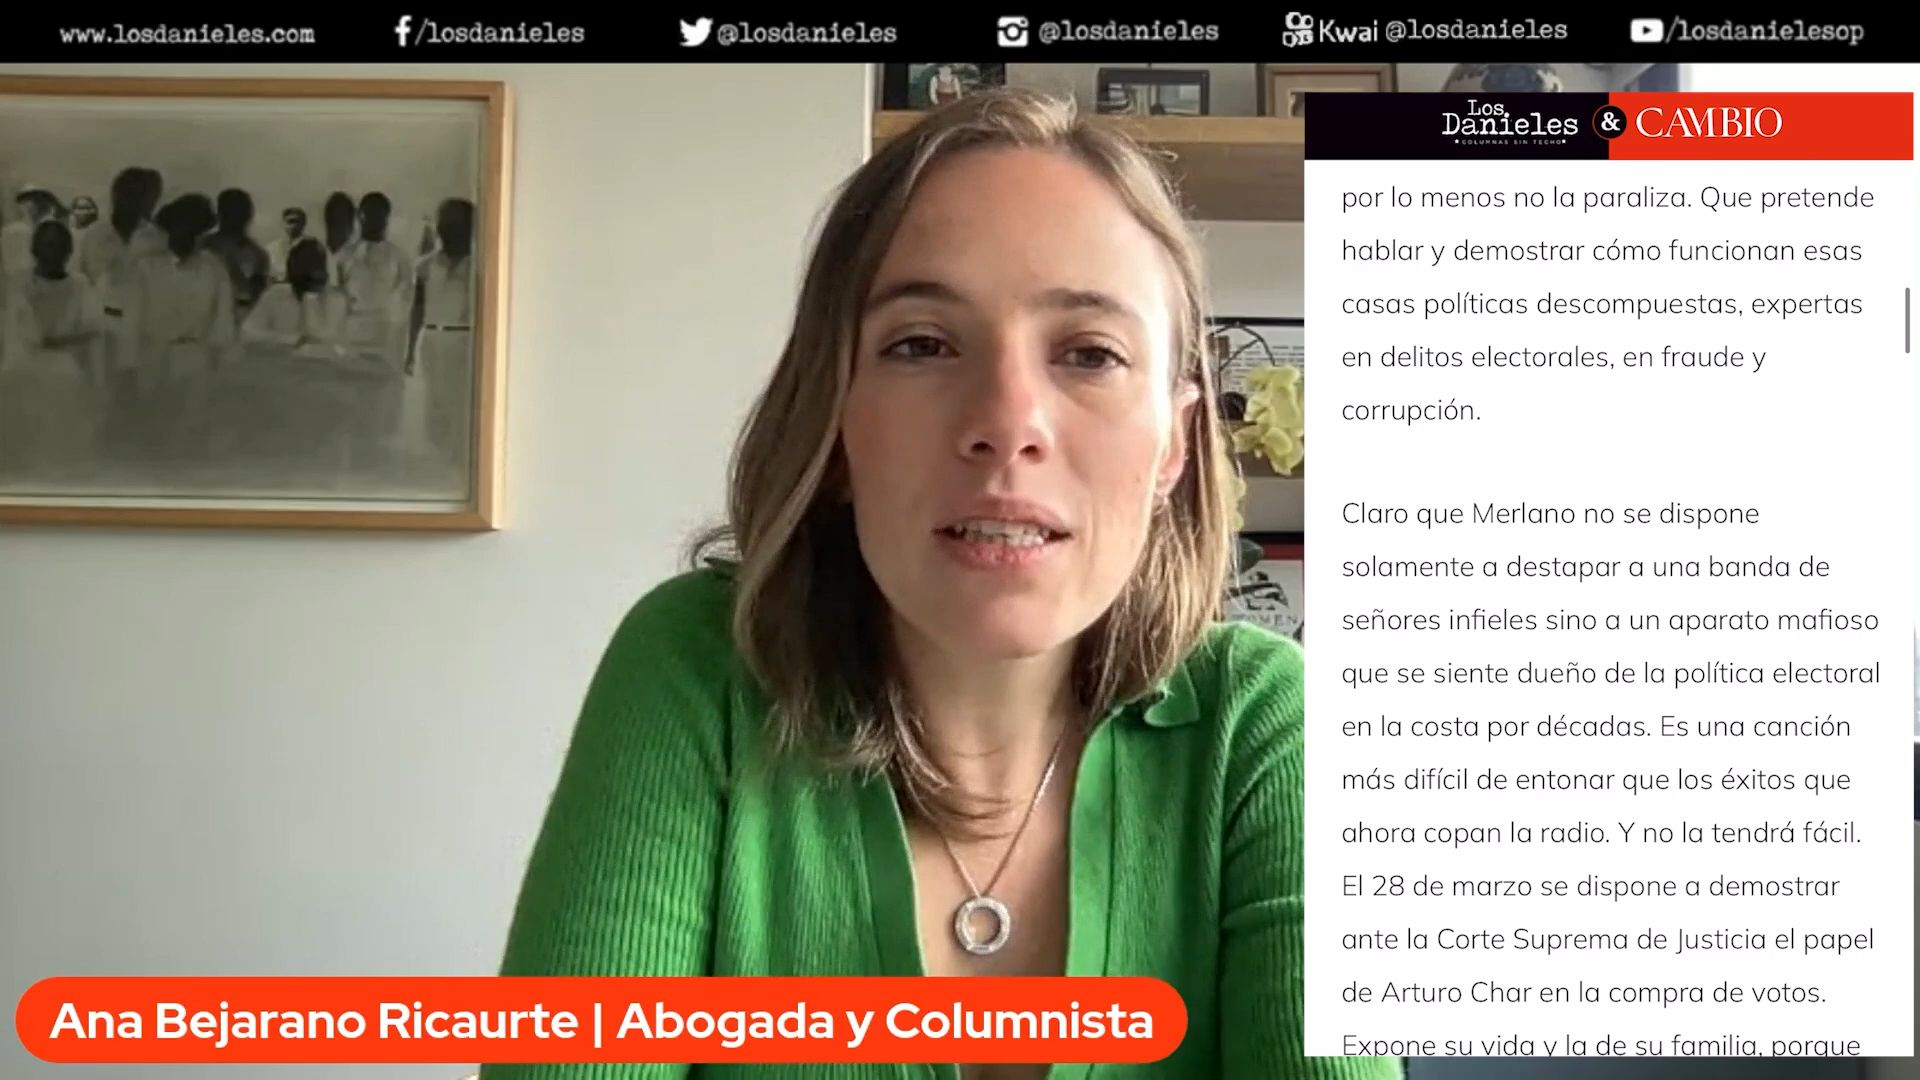 www.losdanieles.com
/losdanieles
@losdanieles
@losdanieles
Kwai @losdanieles
/losdanielesop
Los
Danieles
COLUMNAS SIN TECHO
& CAMBIO
por lo menos no la paraliza. Que pretende
hablar y demostrar cómo funcionan esas
casas políticas descompuestas, expertas
en delitos electorales, en fraude y
corrupción.
Claro que Merlano no se dispone
solamente a destapar a una banda de
señores infieles sino a un aparato mafioso
que se siente dueño de la política electoral
en la costa por décadas. Es una canción
más difícil de entonar que los éxitos que
ahora copan la radio. Y no la tendrá fácil.
El 28 de marzo se dispone a demostrar
ante la Corte Suprema de Justicia el papel
de Arturo Char en la compra de votos.
Expone su vida y la de su familia, porque
Ana Bejarano Ricaurte | Abogada y Columnista